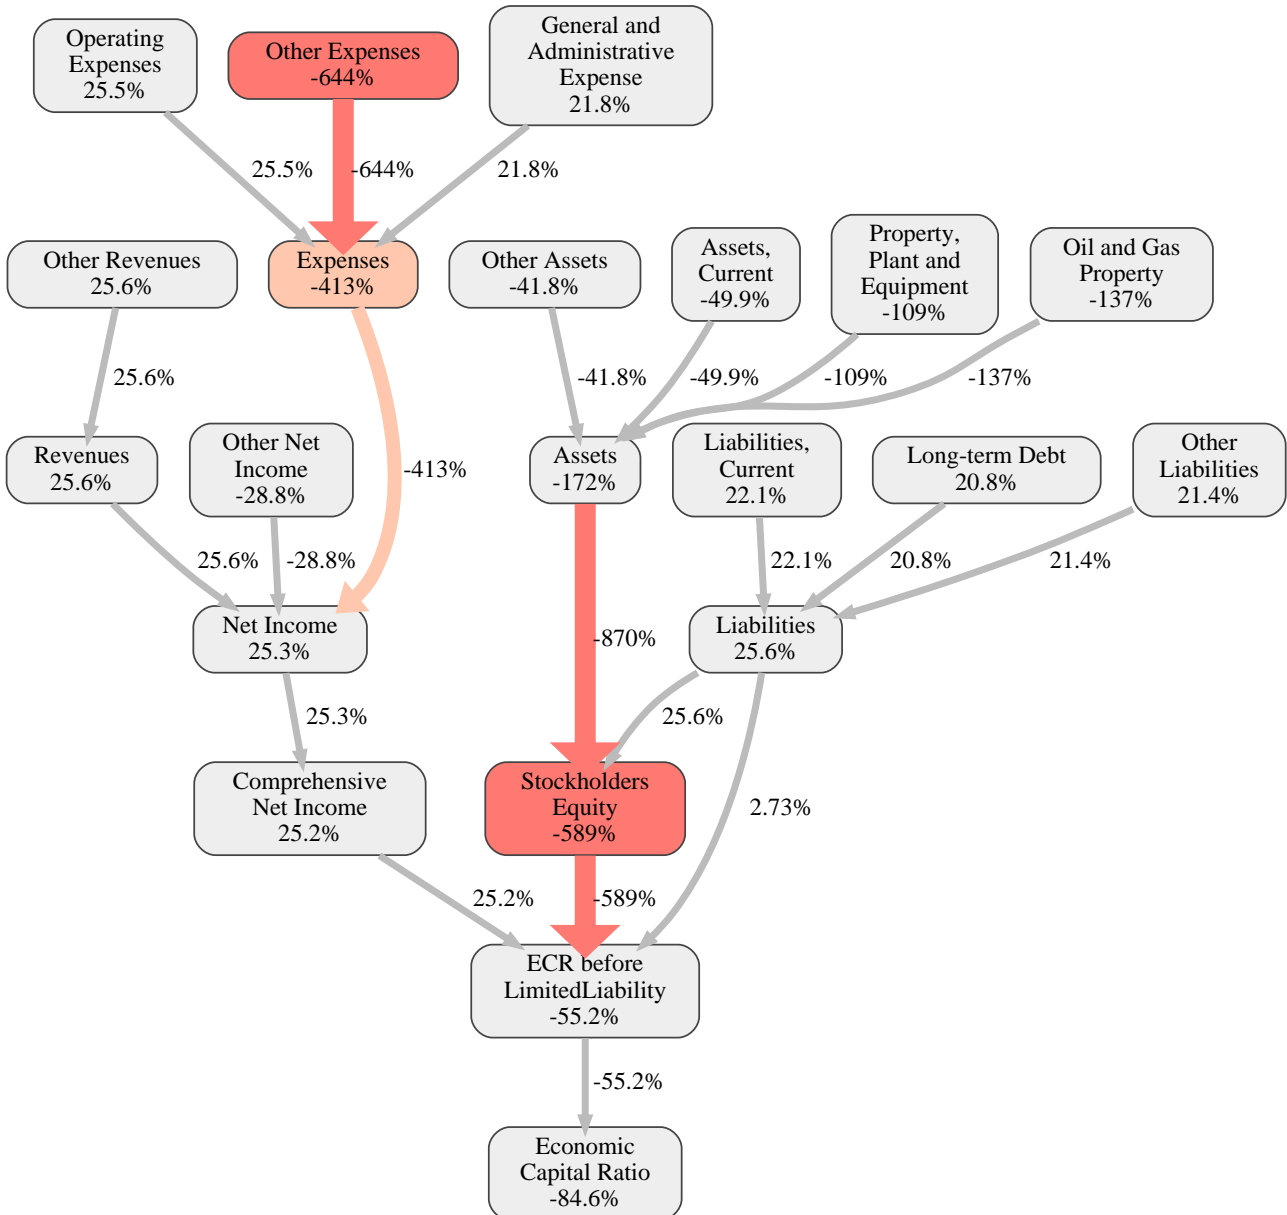 Operating
Expenses
25.5%
Other Expenses
-644%
General and
Administrative
Expense
21.8%
25.5%
-644%
21.8%
Other Revenues
25.6%
Expenses
-413%
Other Assets
-41.8%
Assets,
Current
-49.9%
Property,
Plant and
Equipment
-109%
Oil and Gas
Property
-137%
25.6%
-41.8%
-49.9%
-109%
-137%
Revenues
25.6%
Other Net
Income
-28.8%
-413%
Assets
-172%
Liabilities,
Current
22.1%
Long-term Debt
20.8%
Other
Liabilities
21.4%
25.6%
-28.8%
22.1%
20.8%
21.4%
Net Income
25.3%
-870%
Liabilities
25.6%
25.3%
25.6%
Comprehensive
Net Income
25.2%
Stockholders
Equity
-589%
2.73%
25.2%
-589%
ECR before
LimitedLiability
-55.2%
-55.2%
Economic
Capital Ratio
-84.6%